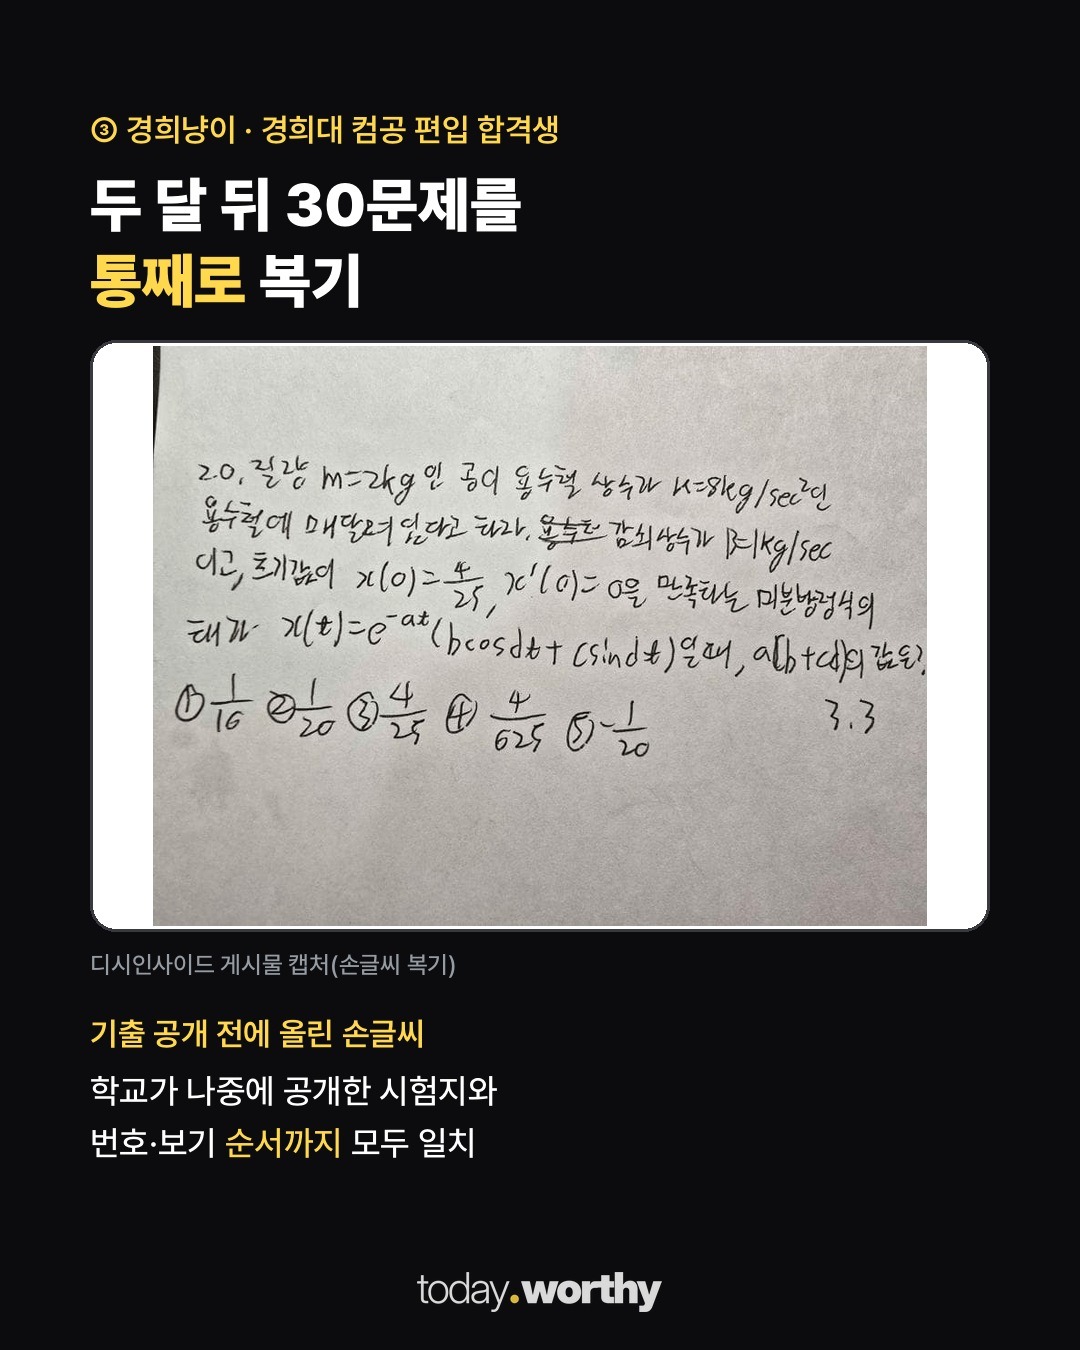 ③ 경희냥이 · 경희대 컴공 편입 합격생
두 달 뒤 30문제를
통째로 복기
20. 질량 m=2kg인 공이 용수철 상수가 k=8kg/sec²인
용수철에 매달려 있다고 하자. 감쇠상수가 β=1kg/sec
이고, 초기값이 x(0)=4/25, x'(0)=0을 만족하는 미분방정식의
해가 x(t)=e^-at(bcosdt+csindt)일때, a(b+cd)의 값은?
① 1/16 ② 1/20 ③ 4/25 ④ 4/625 ⑤ -1/20
3.3
디시인사이드 게시물 캡처(손글씨 복기)
기출 공개 전에 올린 손글씨
학교가 나중에 공개한 시험지와
번호·보기 순서까지 모두 일치
today.worthy